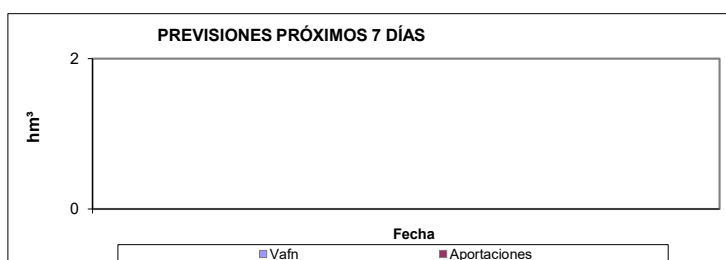 PREVISIONES PRÓXIMOS 7 DÍAS
2
hm³
0
Fecha
Vafn Aportaciones